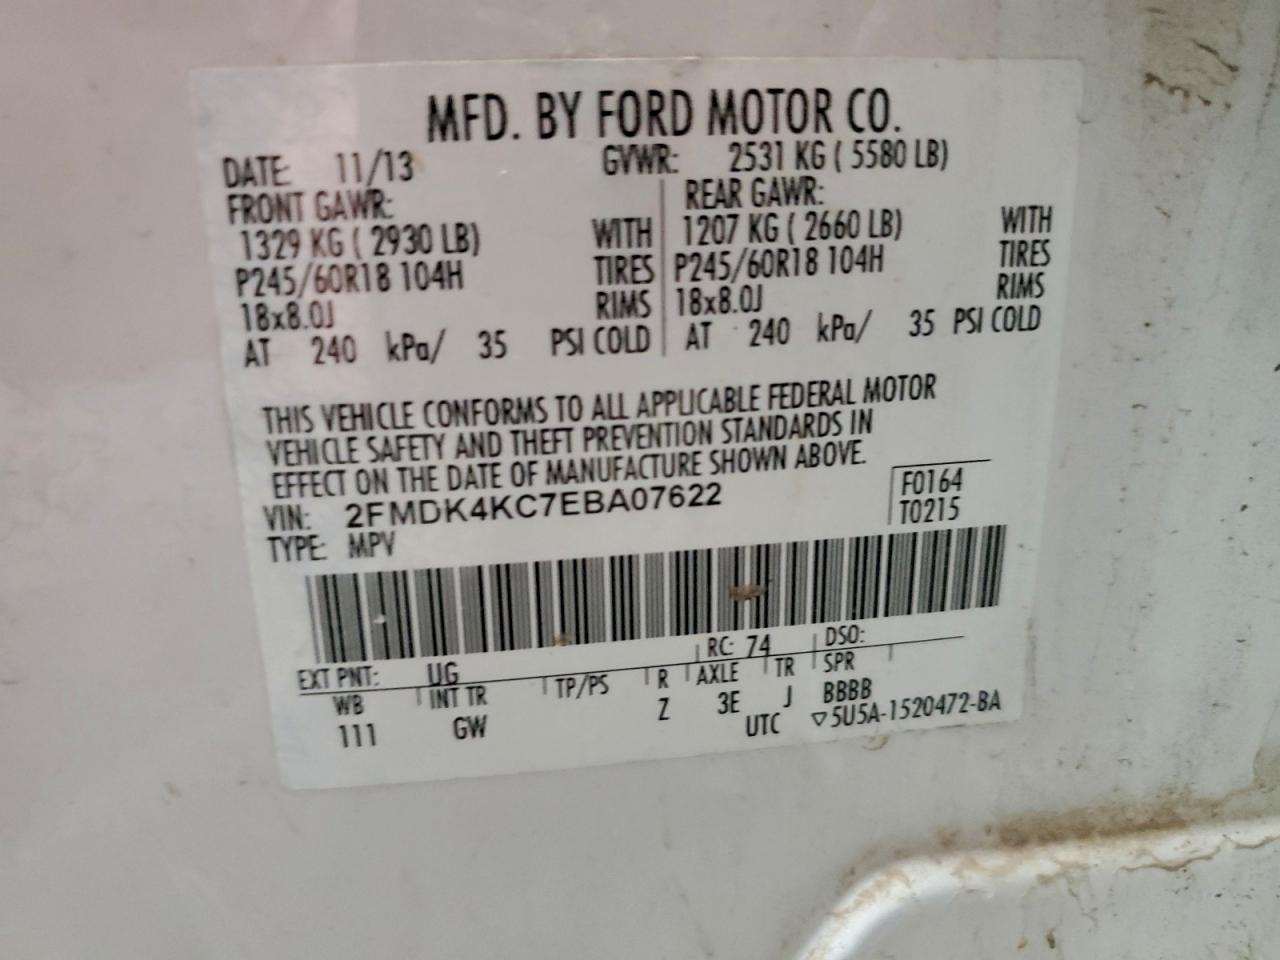 MFD. BY FORD MOTOR CO.
DATE: 11/13 GVWR: 2531 KG ( 5580 LB)
FRONT GAWR: REAR GAWR:
1329 KG ( 2930 LB) WITH 1207 KG ( 2660 LB) WITH
P245/60R18 104H TIRES P245/60R18 104H TIRES
18x8.0J RIMS 18x8.0J RIMS
AT 240 kPa/ 35 PSI COLD AT 240 kPa/ 35 PSI COLD
THIS VEHICLE CONFORMS TO ALL APPLICABLE FEDERAL MOTOR
VEHICLE SAFETY AND THEFT PREVENTION STANDARDS IN
EFFECT ON THE DATE OF MANUFACTURE SHOWN ABOVE.
VIN: 2FMDK4KC7EBA07622 F0164
TYPE: MPV T0215
EXT PNT: UG RC: 74 DSO:
WB INT TR TP/PS R AXLE TR SPR
111 GW Z 3E J BBBB
UTC ▽5U5A-1520472-BA